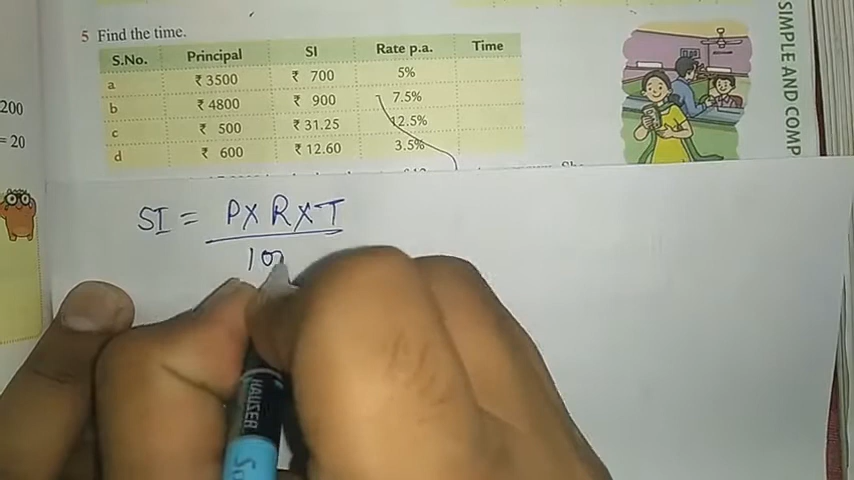 5 Find the time.
S.No. Principal SI Rate p.a. Time
a ₹ 3500 ₹ 700 5%
b ₹ 4800 ₹ 900 7.5%
c ₹ 500 ₹ 31.25 12.5%
d ₹ 600 ₹ 12.60 3.5%
200
= 20
SIMPLE AND COMP
SI = P X R X T
100
HAUSER